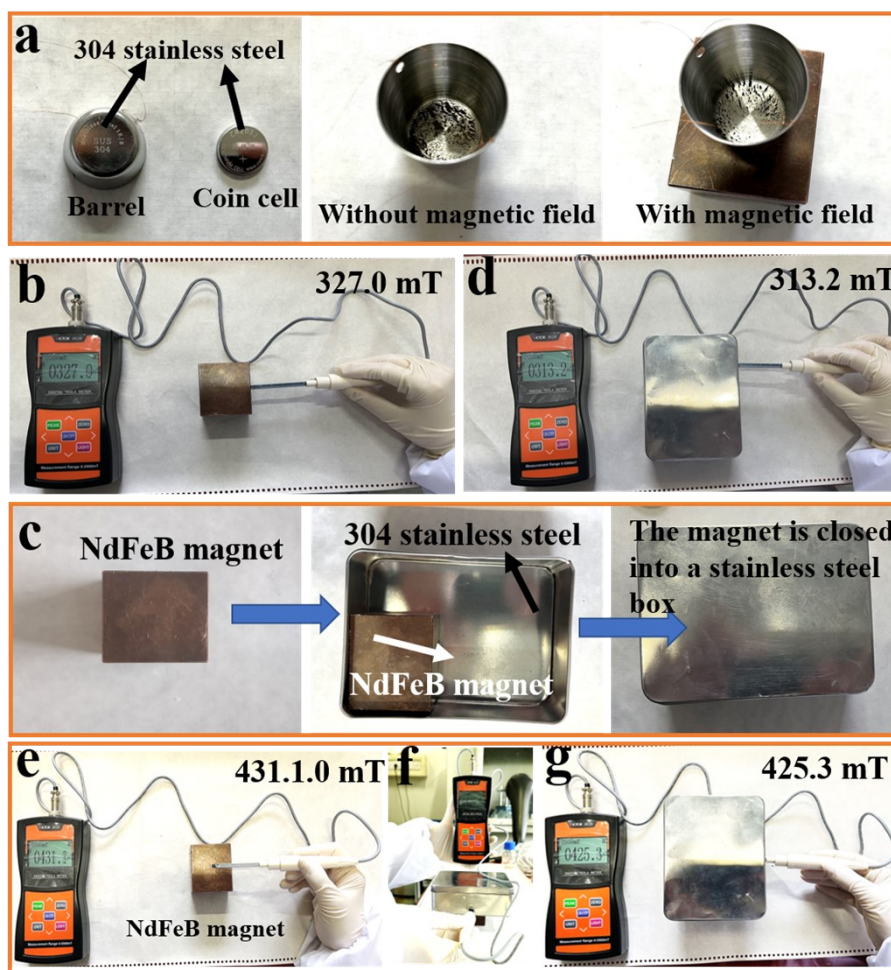 a
304 stainless steel
SUS
304
Barrel
Coin cell
Without magnetic field
With magnetic field
b
327.0 mT
0327.0
d
313.2 mT
0313.2
c
NdFeB magnet
304 stainless steel
NdFeB magnet
The magnet is closed
into a stainless steel
box
e
431.1.0 mT
0431.1
NdFeB magnet
f
g
425.3 mT
0425.3